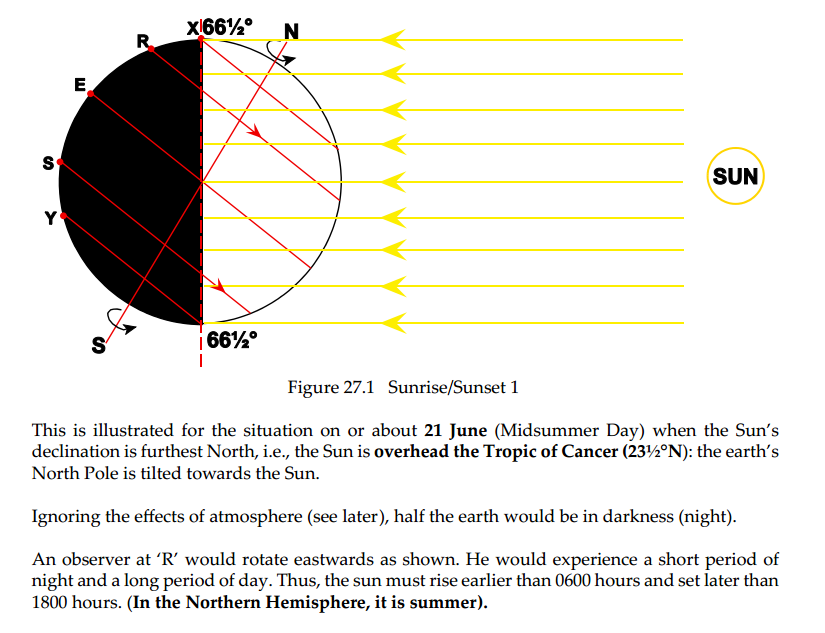 X 66½°
N
R
E
S
SUN
Y
S
66½°
Figure 27.1 Sunrise/Sunset 1
This is illustrated for the situation on or about 21 June (Midsummer Day) when the Sun's
declination is furthest North, i.e., the Sun is overhead the Tropic of Cancer (23½°N): the earth's
North Pole is tilted towards the Sun.
Ignoring the effects of atmosphere (see later), half the earth would be in darkness (night).
An observer at 'R' would rotate eastwards as shown. He would experience a short period of
night and a long period of day. Thus, the sun must rise earlier than 0600 hours and set later than
1800 hours. (In the Northern Hemisphere, it is summer).